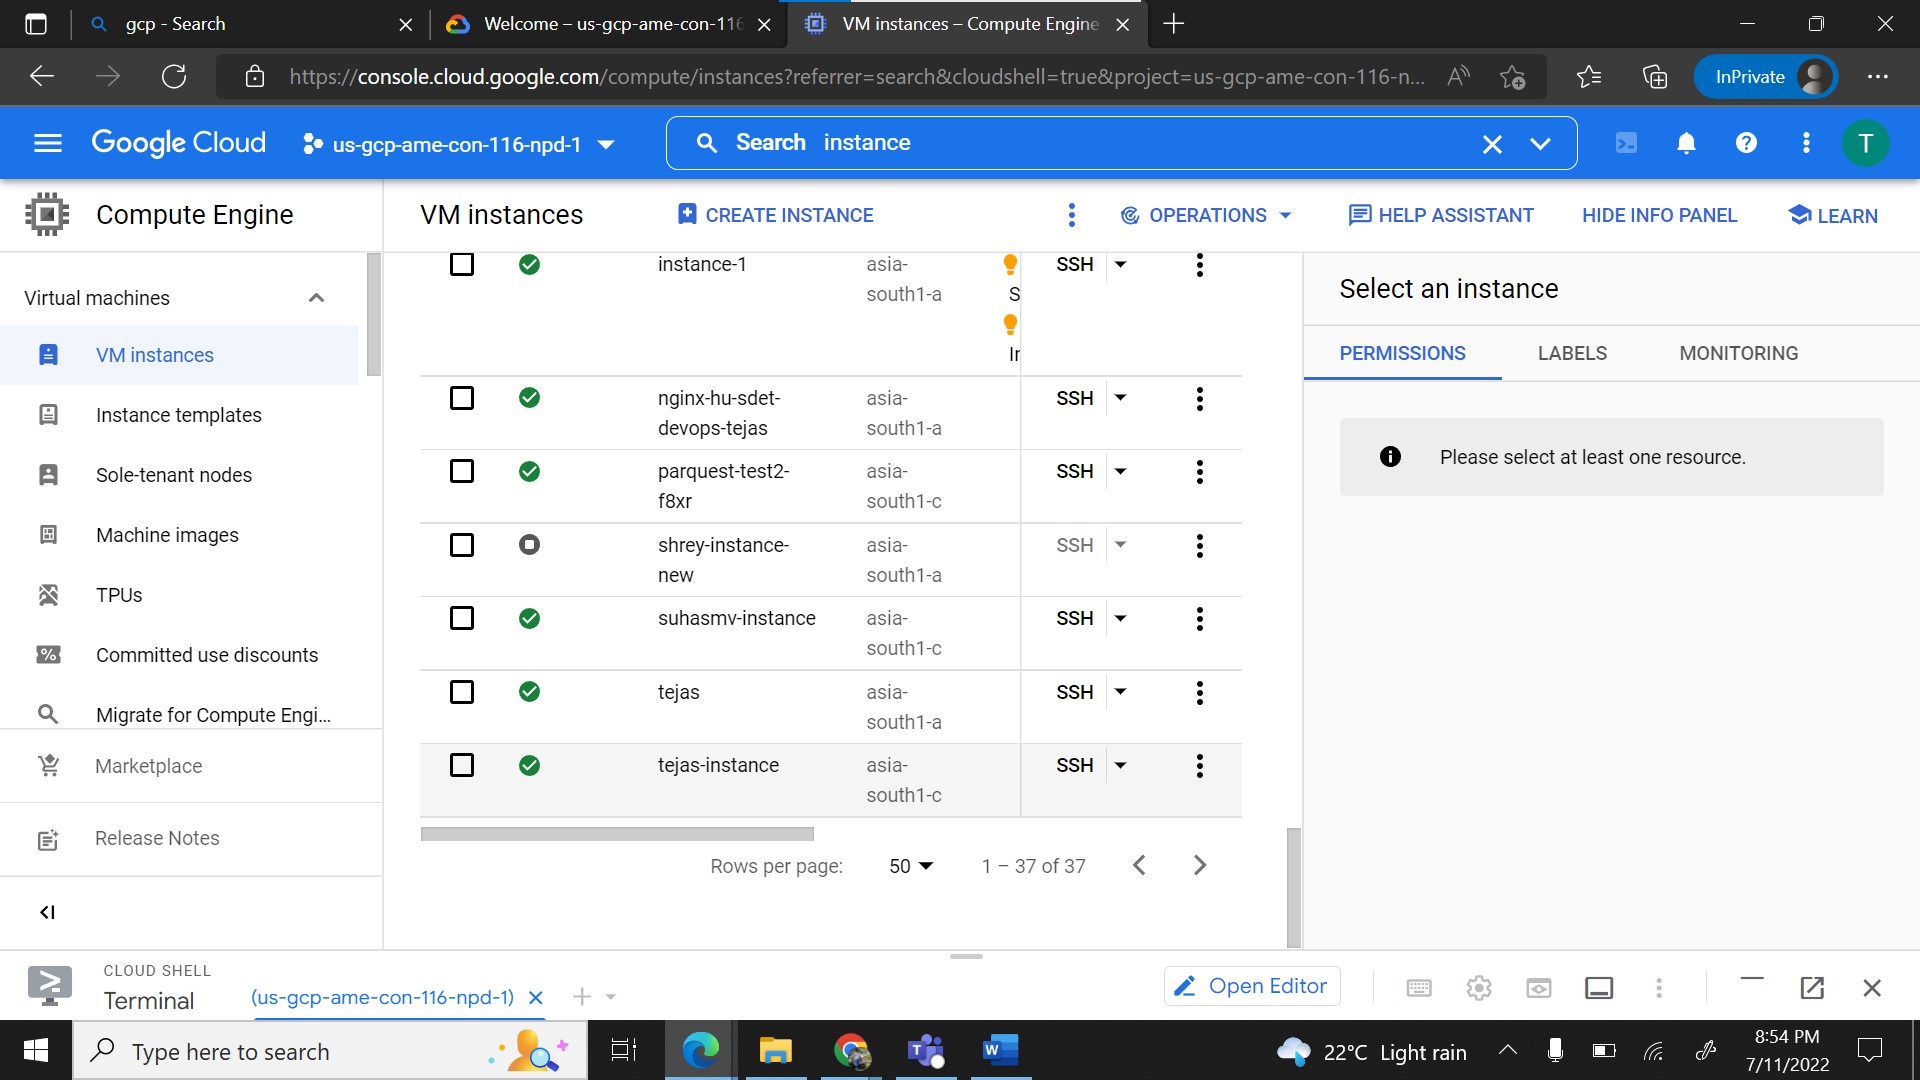 gcp - Search
Welcome – us-gcp-ame-con-116
VM instances – Compute Engine
https://console.cloud.google.com/compute/instances?referrer=search&cloudshell=true&project=us-gcp-ame-con-116-n...
InPrivate
Google Cloud
us-gcp-ame-con-116-npd-1
Search instance
T
Compute Engine
VM instances
CREATE INSTANCE
OPERATIONS
HELP ASSISTANT
HIDE INFO PANEL
LEARN
Virtual machines
VM instances
Instance templates
Sole-tenant nodes
Machine images
TPUs
Committed use discounts
Migrate for Compute Engi...
Marketplace
Release Notes
instance-1
asia-
south1-a
S
Ir
SSH
nginx-hu-sdet-
devops-tejas
asia-
south1-a
SSH
parquest-test2-
f8xr
asia-
south1-c
SSH
shrey-instance-
new
asia-
south1-a
SSH
suhasmv-instance
asia-
south1-c
SSH
tejas
asia-
south1-a
SSH
tejas-instance
asia-
south1-c
SSH
Rows per page: 50 1 – 37 of 37
Select an instance
PERMISSIONS
LABELS
MONITORING
Please select at least one resource.
CLOUD SHELL
Terminal
(us-gcp-ame-con-116-npd-1)
Open Editor
Type here to search
22°C Light rain
8:54 PM
7/11/2022